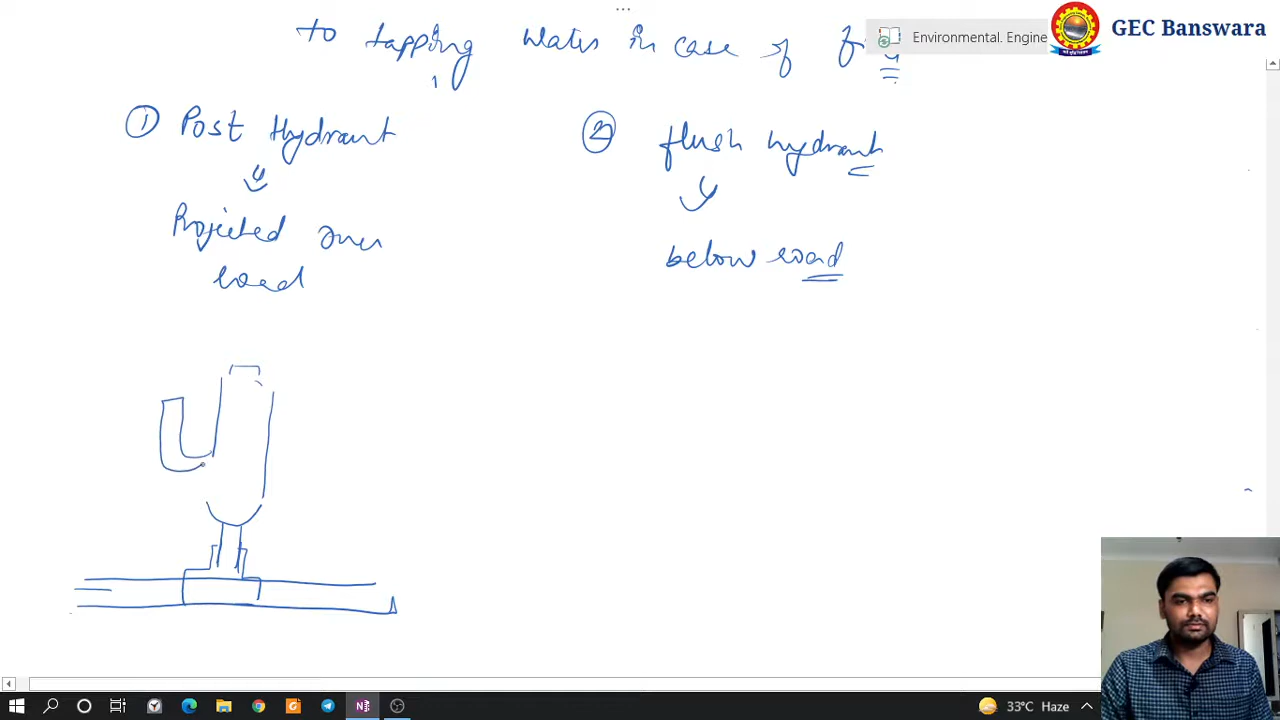 to tapping water in case of
Environmental. Engine
GEC Banswara
① Post Hydrant
② flush hydrant
Projected over
road
below road
33°C Haze